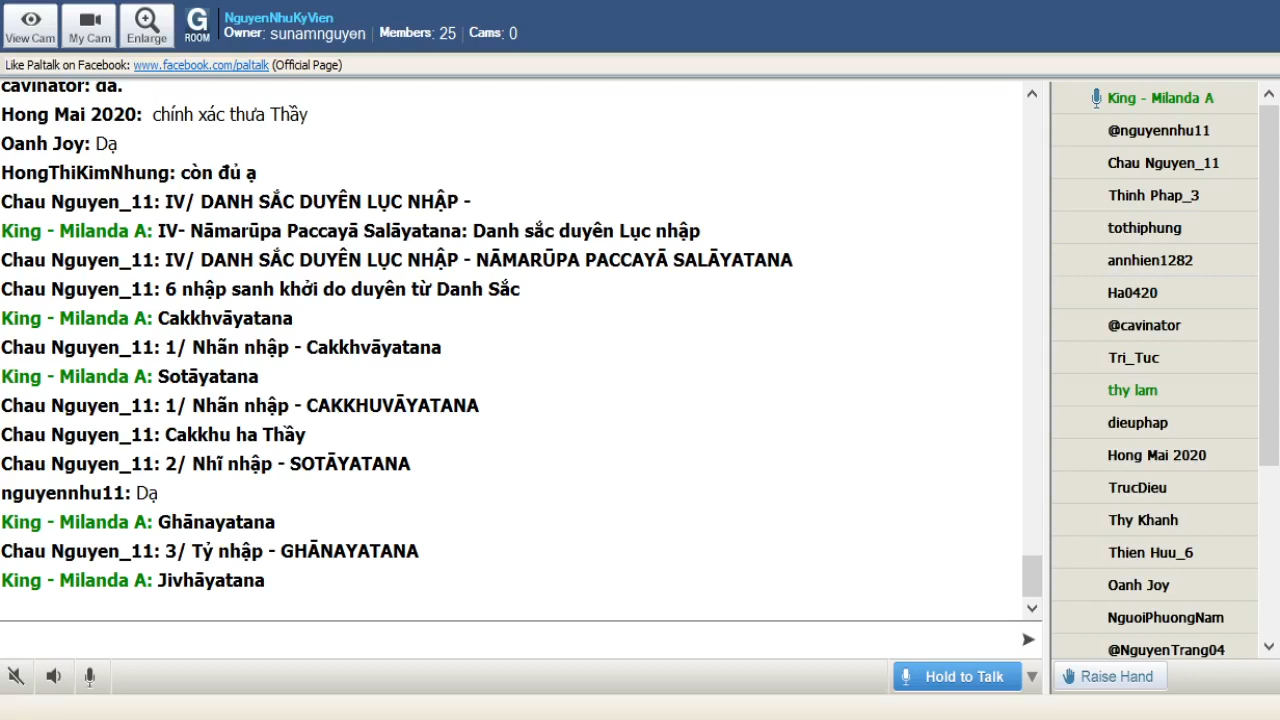 View Cam
My Cam
Enlarge
G
ROOM
NguyenNhuKyVien
Owner: sunamnguyen | Members: 25 | Cams: 0
Like Paltalk on Facebook: www.facebook.com/paltalk (Official Page)
cavinator: dạ.
Hong Mai 2020: chính xác thưa Thầy
Oanh Joy: Dạ
HongThiKimNhung: còn đủ ạ
Chau Nguyen_11: IV/ DANH SẮC DUYÊN LỤC NHẬP -
King - Milanda A: IV- Nāmarūpa Paccayā Salāyatana: Danh sắc duyên Lục nhập
Chau Nguyen_11: IV/ DANH SẮC DUYÊN LỤC NHẬP - NĀMARŪPA PACCAYĀ SALĀYATANA
Chau Nguyen_11: 6 nhập sanh khởi do duyên từ Danh Sắc
King - Milanda A: Cakkhvāyatana
Chau Nguyen_11: 1/ Nhãn nhập - Cakkhvāyatana
King - Milanda A: Sotāyatana
Chau Nguyen_11: 1/ Nhãn nhập - CAKKHUVĀYATANA
Chau Nguyen_11: Cakkhu ha Thầy
Chau Nguyen_11: 2/ Nhĩ nhập - SOTĀYATANA
nguyennhu11: Dạ
King - Milanda A: Ghānayatana
Chau Nguyen_11: 3/ Tỷ nhập - GHĀNAYATANA
King - Milanda A: Jivhāyatana
King - Milanda A
@nguyennhu11
Chau Nguyen_11
Thinh Phap_3
tothiphung
annhien1282
Ha0420
@cavinator
Tri_Tuc
thy lam
dieuphap
Hong Mai 2020
TrucDieu
Thy Khanh
Thien Huu_6
Oanh Joy
NguoiPhuongNam
@NguyenTrang04
Hold to Talk
Raise Hand